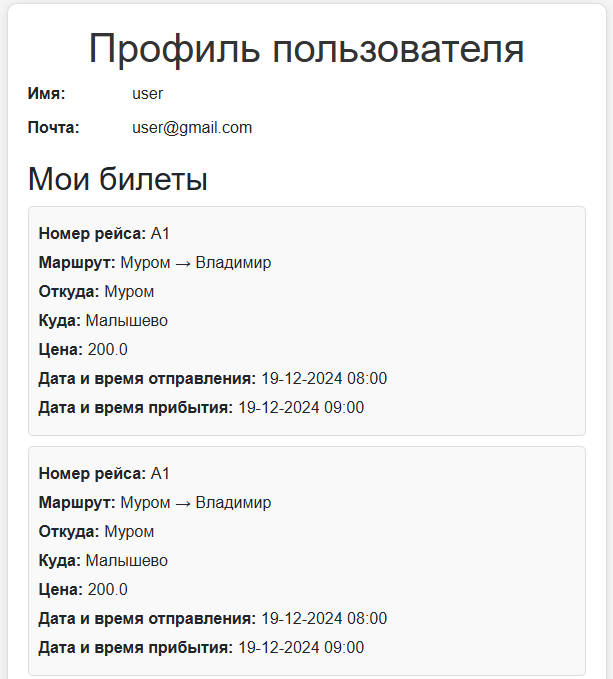 Профиль пользователя
Имя: user
Почта: user@gmail.com
Мои билеты
Номер рейса: A1
Маршрут: Муром → Владимир
Откуда: Муром
Куда: Малышево
Цена: 200.0
Дата и время отправления: 19-12-2024 08:00
Дата и время прибытия: 19-12-2024 09:00
Номер рейса: A1
Маршрут: Муром → Владимир
Откуда: Муром
Куда: Малышево
Цена: 200.0
Дата и время отправления: 19-12-2024 08:00
Дата и время прибытия: 19-12-2024 09:00